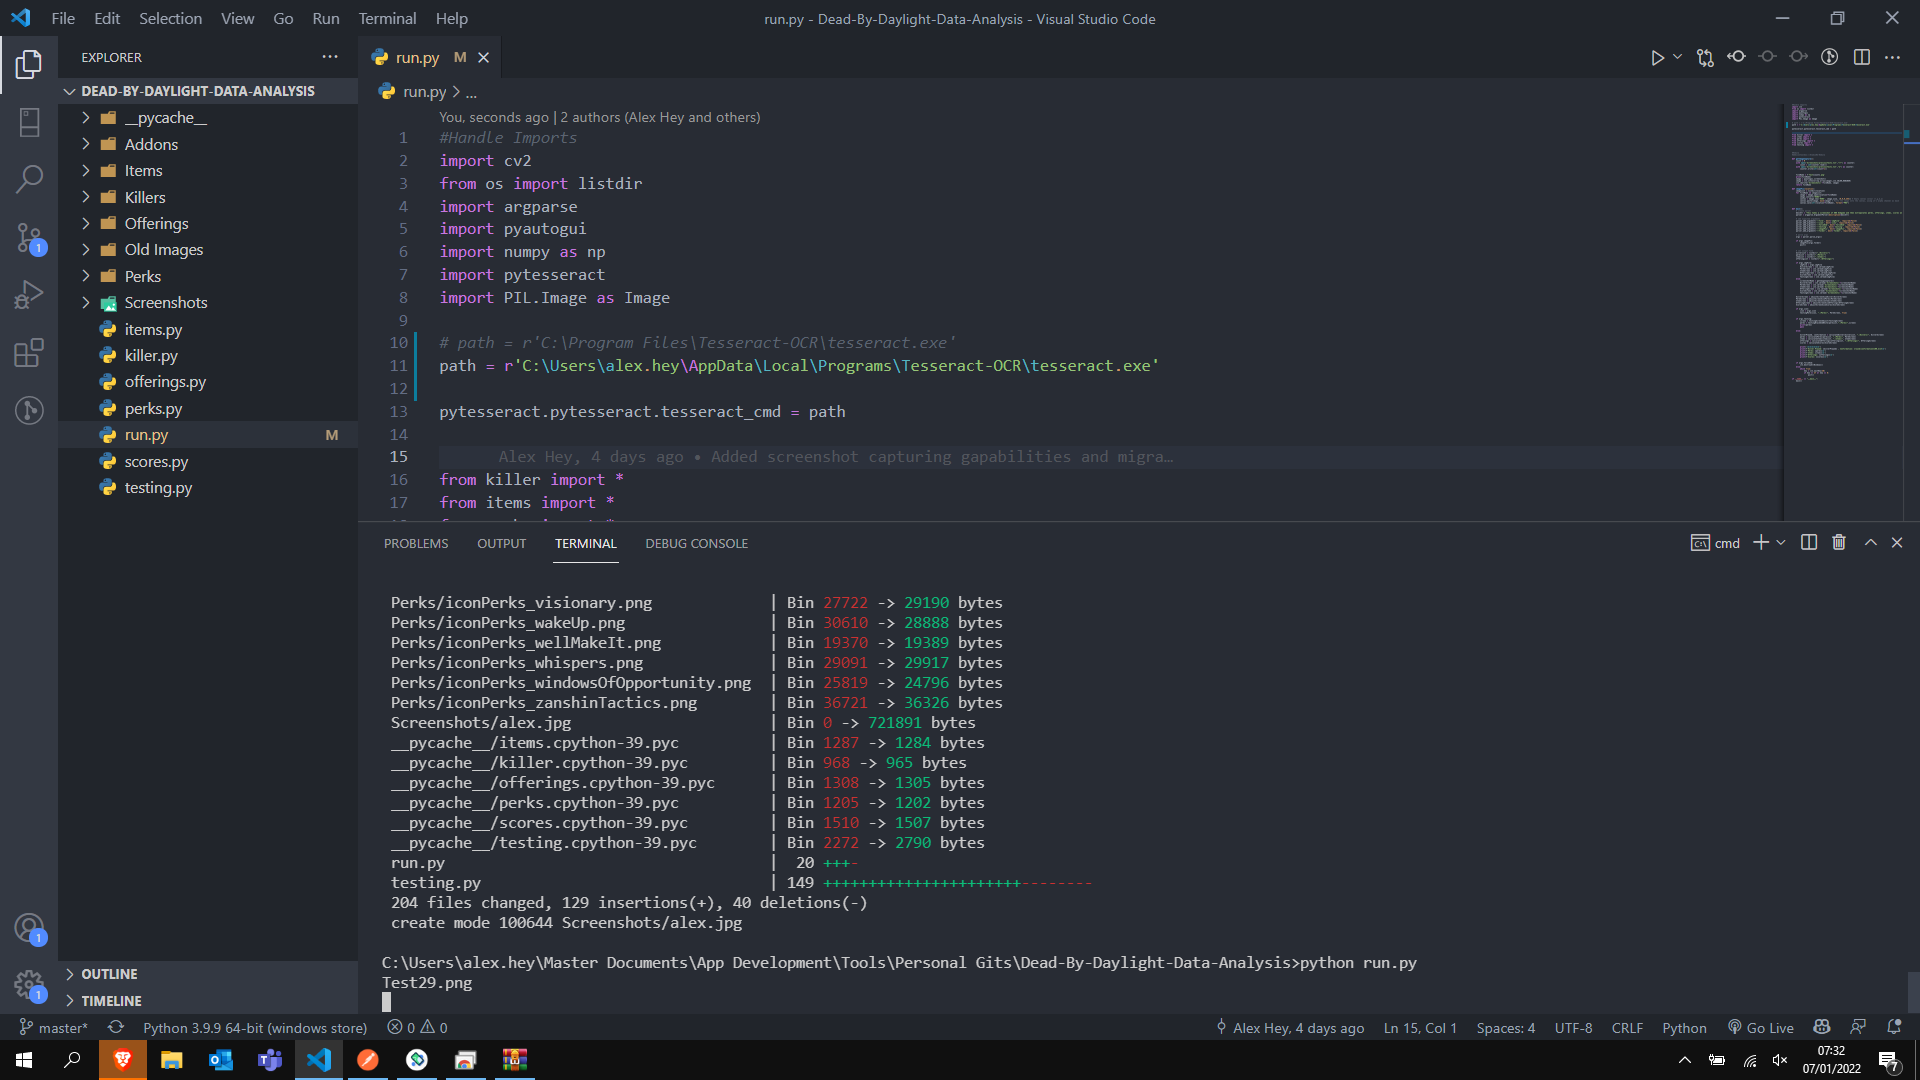 File Edit Selection View Go Run Terminal Help
run.py - Dead-By-Daylight-Data-Analysis - Visual Studio Code
EXPLORER
DEAD-BY-DAYLIGHT-DATA-ANALYSIS
__pycache__
Addons
Items
Killers
Offerings
Old Images
Perks
Screenshots
items.py
killer.py
offerings.py
perks.py
run.py M
scores.py
testing.py
OUTLINE
TIMELINE
1
1
1
run.py M
run.py > ...
You, seconds ago | 2 authors (Alex Hey and others)
1 #Handle Imports
2 import cv2
3 from os import listdir
4 import argparse
5 import pyautogui
6 import numpy as np
7 import pytesseract
8 import PIL.Image as Image
9
10 # path = r'C:\Program Files\Tesseract-OCR\tesseract.exe'
11 path = r'C:\Users\alex.hey\AppData\Local\Programs\Tesseract-OCR\tesseract.exe'
12
13 pytesseract.pytesseract.tesseract_cmd = path
14
15 Alex Hey, 4 days ago • Added screenshot capturing gapabilities and migra…
16 from killer import *
17 from items import *
PROBLEMS OUTPUT TERMINAL DEBUG CONSOLE
cmd
Perks/iconPerks_visionary.png | Bin 27722 -> 29190 bytes
Perks/iconPerks_wakeUp.png | Bin 30610 -> 28888 bytes
Perks/iconPerks_wellMakeIt.png | Bin 19370 -> 19389 bytes
Perks/iconPerks_whispers.png | Bin 29091 -> 29917 bytes
Perks/iconPerks_windowsOfOpportunity.png | Bin 25819 -> 24796 bytes
Perks/iconPerks_zanshinTactics.png | Bin 36721 -> 36326 bytes
Screenshots/alex.jpg | Bin 0 -> 721891 bytes
__pycache__/items.cpython-39.pyc | Bin 1287 -> 1284 bytes
__pycache__/killer.cpython-39.pyc | Bin 968 -> 965 bytes
__pycache__/offerings.cpython-39.pyc | Bin 1308 -> 1305 bytes
__pycache__/perks.cpython-39.pyc | Bin 1205 -> 1202 bytes
__pycache__/scores.cpython-39.pyc | Bin 1510 -> 1507 bytes
__pycache__/testing.cpython-39.pyc | Bin 2272 -> 2790 bytes
run.py | 20 +++-
testing.py | 149 ++++++++++++++++++++++--------
204 files changed, 129 insertions(+), 40 deletions(-)
create mode 100644 Screenshots/alex.jpg
C:\Users\alex.hey\Master Documents\App Development\Tools\Personal Gits\Dead-By-Daylight-Data-Analysis>python run.py
Test29.png
master* Python 3.9.9 64-bit (windows store) 0 0 Alex Hey, 4 days ago Ln 15, Col 1 Spaces: 4 UTF-8 CRLF Python Go Live
07:32
07/01/2022
7